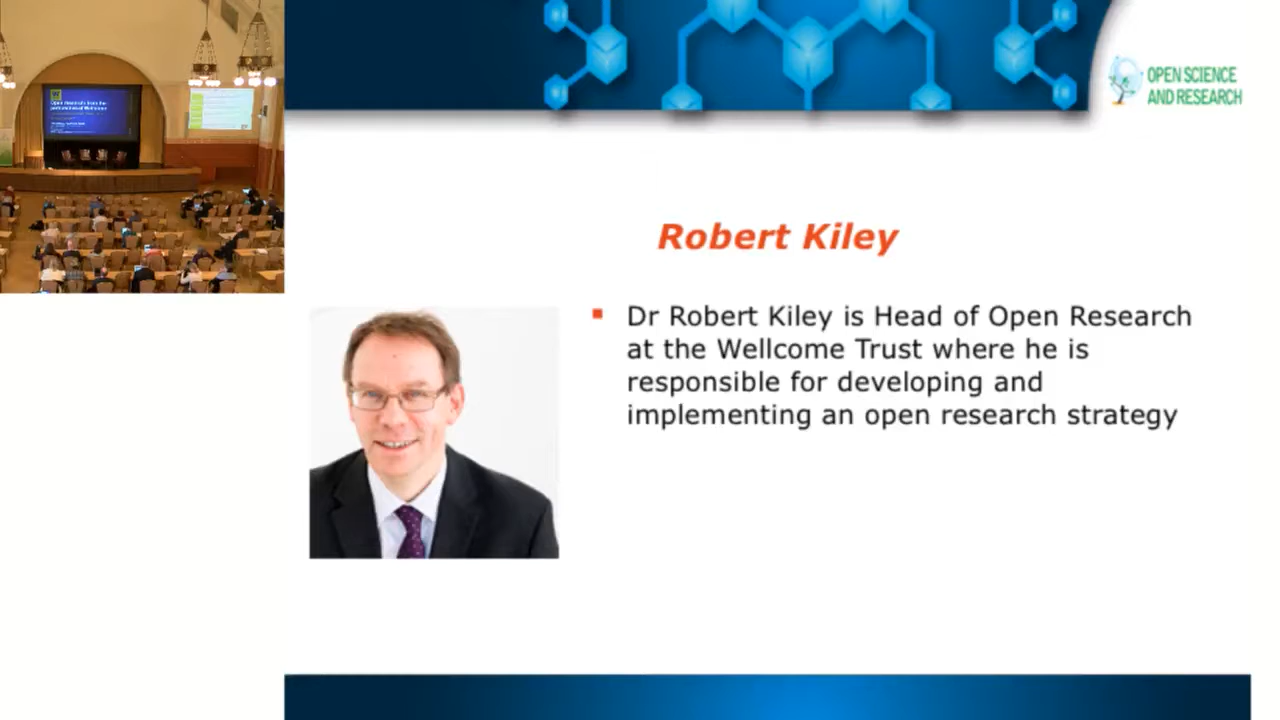 OPEN SCIENCE
AND RESEARCH
Robert Kiley
Dr Robert Kiley is Head of Open Research
at the Wellcome Trust where he is
responsible for developing and
implementing an open research strategy